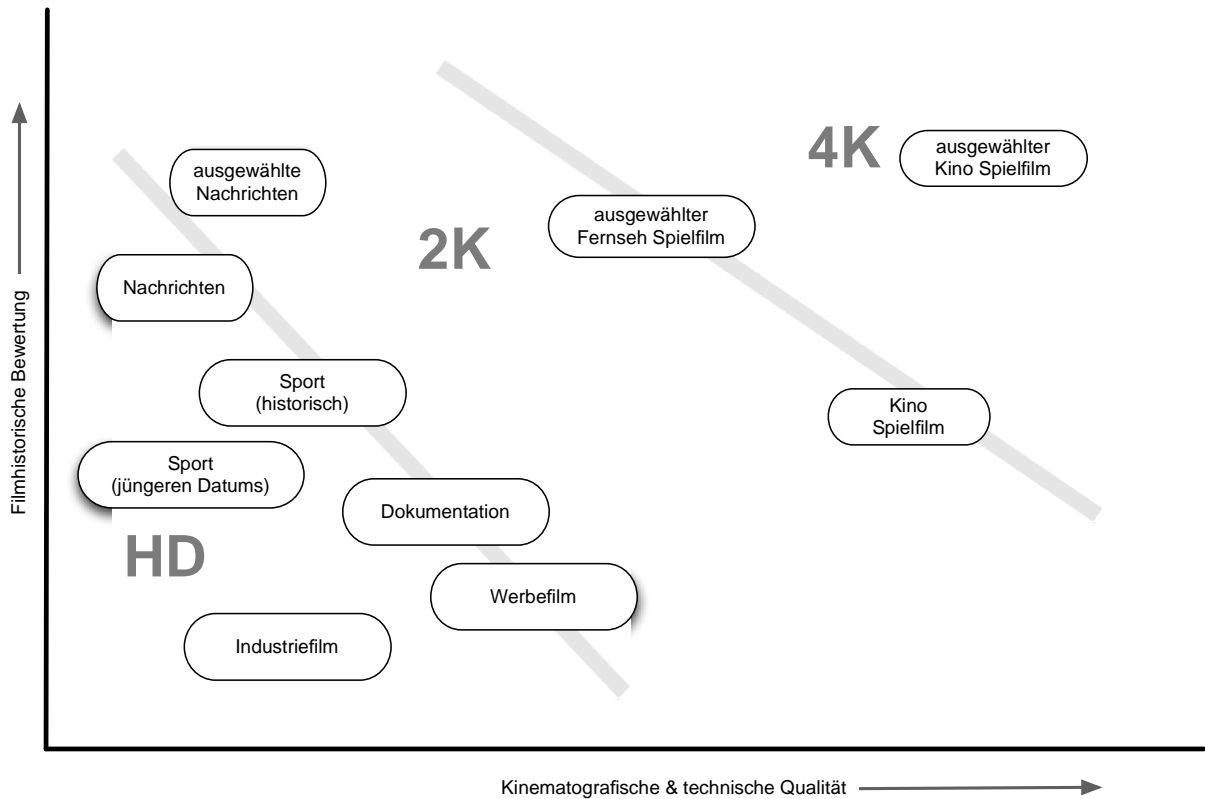 4K
ausgewählter
Kino Spielfilm
ausgewählte
Nachrichten
ausgewählter
Fernseh Spielfilm
2K
Nachrichten
Sport
(historisch)
Kino
Spielfilm
Sport
(jüngeren Datums)
Dokumentation
HD
Werbefilm
Industriefilm
Filmhistorische Bewertung
Kinematografische & technische Qualität